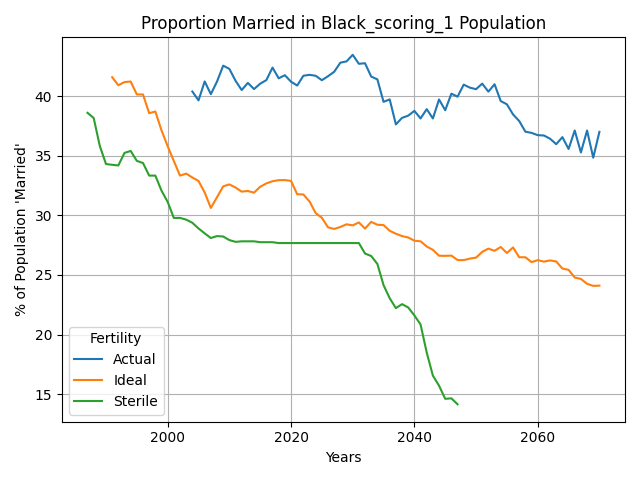 Proportion Married in Black_scoring_1 Population
% of Population 'Married'
40
35
30
25
20
15
Fertility
Actual
Ideal
Sterile
2000 2020 2040 2060
Years